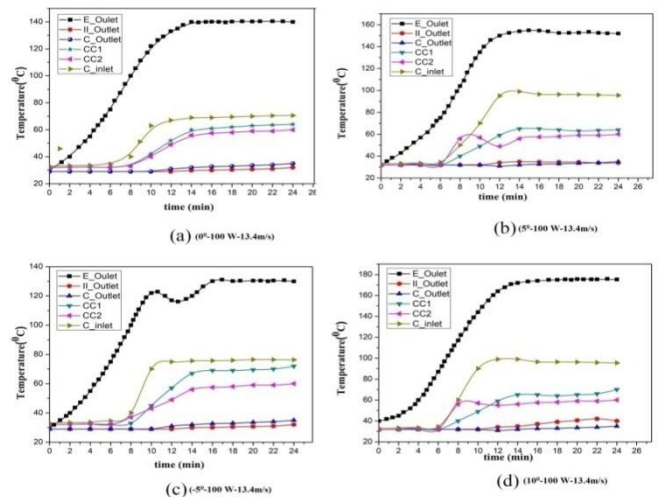 140
120
100
80
60
40
20
Temperature(⁰C)
E_Oulet
II_Outlet
C_Outlet
CC1
CC2
C_inlet
0 2 4 6 8 10 12 14 16 18 20 22 24 26
time (min)
(a) (0⁰-100 W-13.4m/s)
160
140
120
100
80
60
40
20
Temperature(⁰C)
E_Oulet
II_Outlet
C_Outlet
CC1
CC2
C_inlet
0 2 4 6 8 10 12 14 16 18 20 22 24 26
time (min)
(b) (5⁰-100 W-13.4m/s)
140
120
100
80
60
40
20
Temperature(⁰C)
E_Oulet
II_Outlet
C_Outlet
CC1
CC2
C_inlet
0 2 4 6 8 10 12 14 16 18 20 22 24 26
time (min)
(c) (-5⁰-100 W-13.4m/s)
180
160
140
120
100
80
60
40
20
Temperature(⁰C)
E_Oulet
II_Outlet
C_Outlet
CC1
CC2
C_inlet
0 2 4 6 8 10 12 14 16 18 20 22 24 26
time (min)
(d) (10⁰-100 W-13.4m/s)